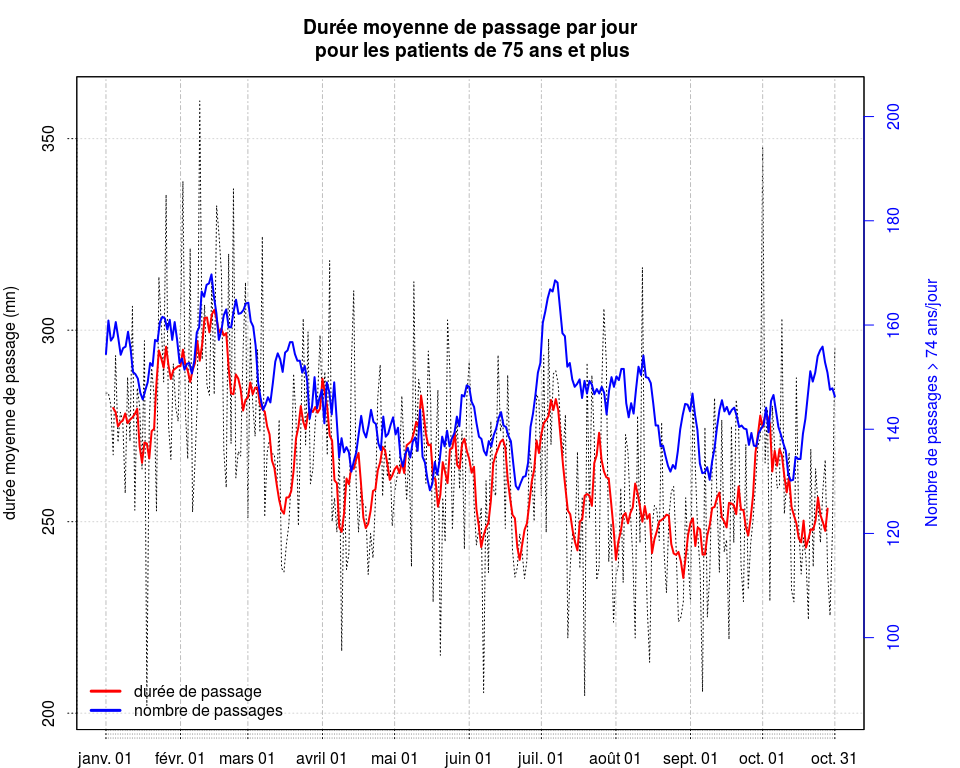 Durée moyenne de passage par jour
pour les patients de 75 ans et plus
durée moyenne de passage (mn)
350
300
250
200
200
180
160
140
120
100
Nombre de passages > 74 ans/jour
durée de passage
nombre de passages
janv. 01 févr. 01 mars 01 avril 01 mai 01 juin 01 juil. 01 août 01 sept. 01 oct. 01 oct. 31